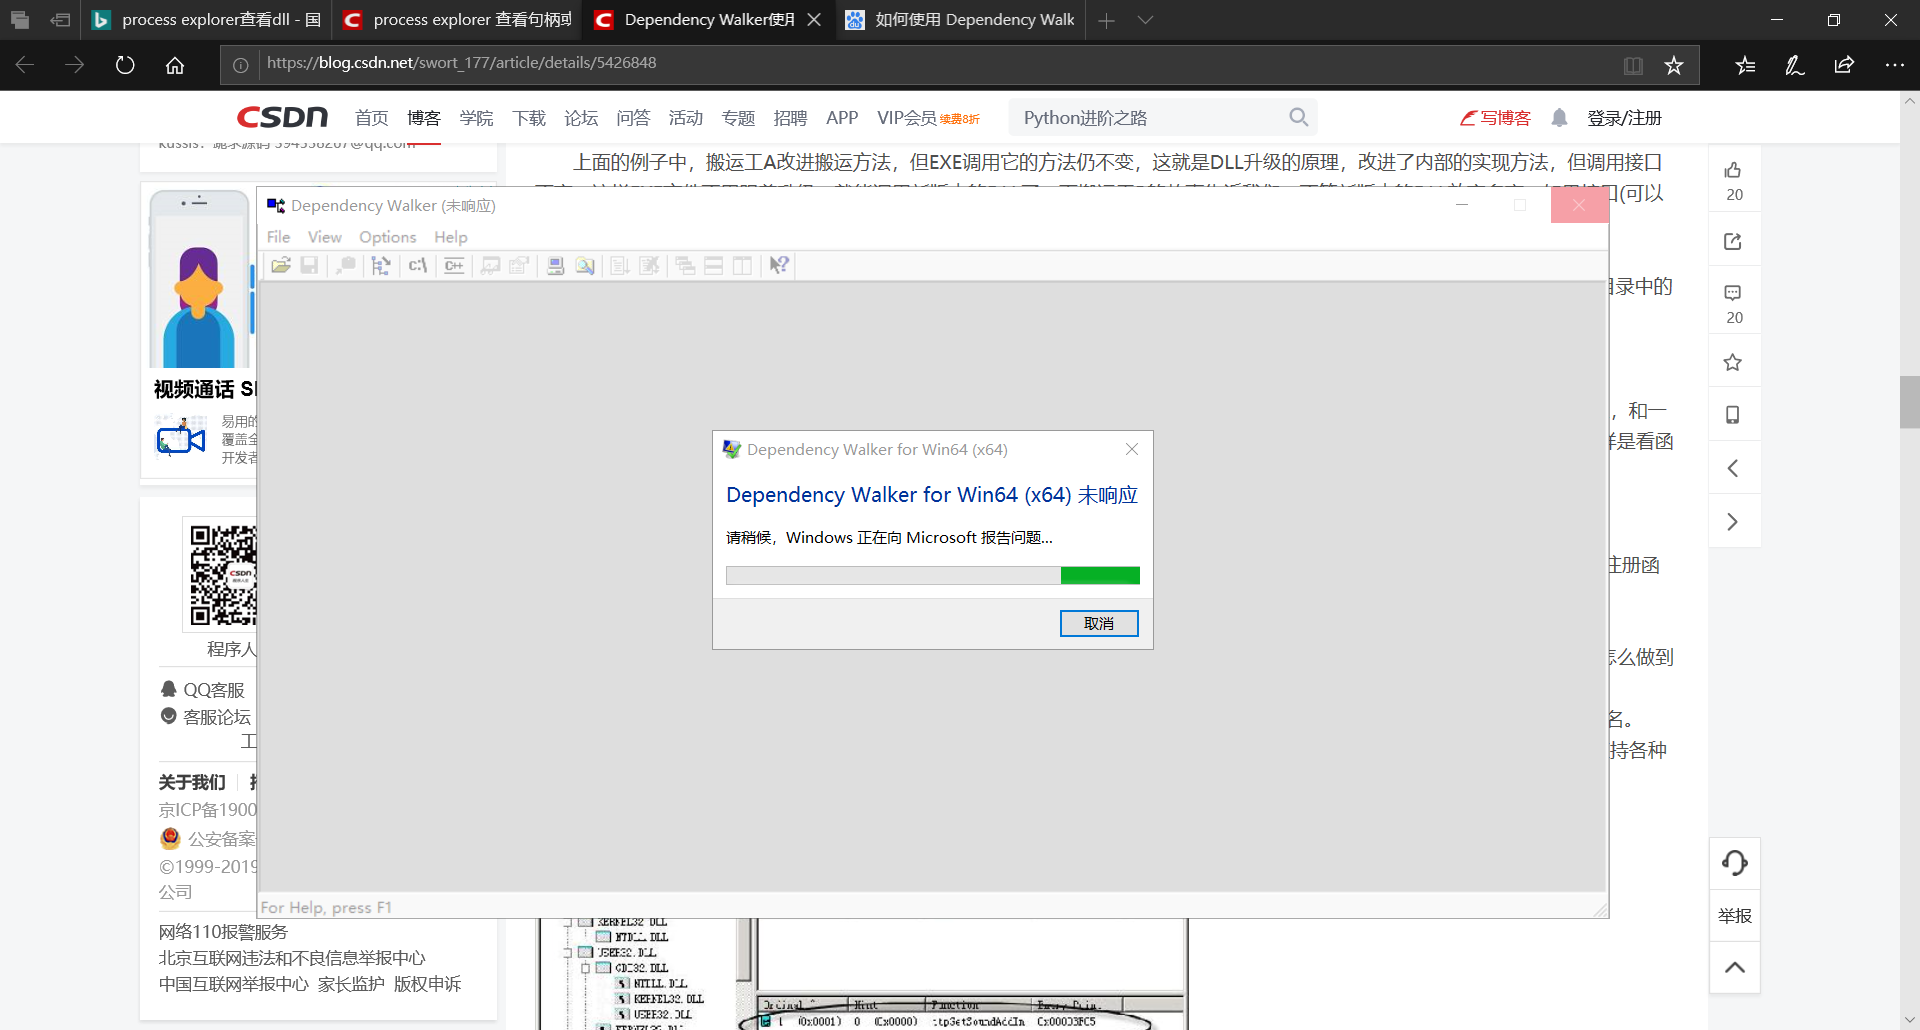 process explorer查看dll - 国
process explorer 查看句柄或
Dependency Walker使用
如何使用 Dependency Walk
https://blog.csdn.net/swort_177/article/details/5426848
CSDN
首页 博客 学院 下载 论坛 问答 活动 专题 招聘 APP VIP会员 续费8折
Python进阶之路
写博客
登录/注册
上面的例子中，搬运工A改进搬运方法，但EXE调用它的方法仍不变，这就是DLL升级的原理，改进了内部的实现方法，但调用接口
口(可以
20
Dependency Walker (未响应)
File View Options Help
目录中的
20
视频通话
易用的
覆盖全
开发者
，和一
样是看函
Dependency Walker for Win64 (x64)
Dependency Walker for Win64 (x64) 未响应
请稍候，Windows 正在向 Microsoft 报告问题...
取消
注册函
程序人
怎么做到
QQ客服
客服论坛
名。
工
持各种
关于我们
京ICP备1900
公安备案
©1999-2019
公司
For Help, press F1
举报
网络110报警服务
北京互联网违法和不良信息举报中心
中国互联网举报中心 家长监护 版权申诉
KERNEL32.DLL
NTDLL.DLL
USER32.DLL
GDI32.DLL
NTDLL.DLL
KERNEL32.DLL
USER32.DLL
Ordinal ^ Hint Function Entry Point
1 (0x0001) 0 (0x0000)